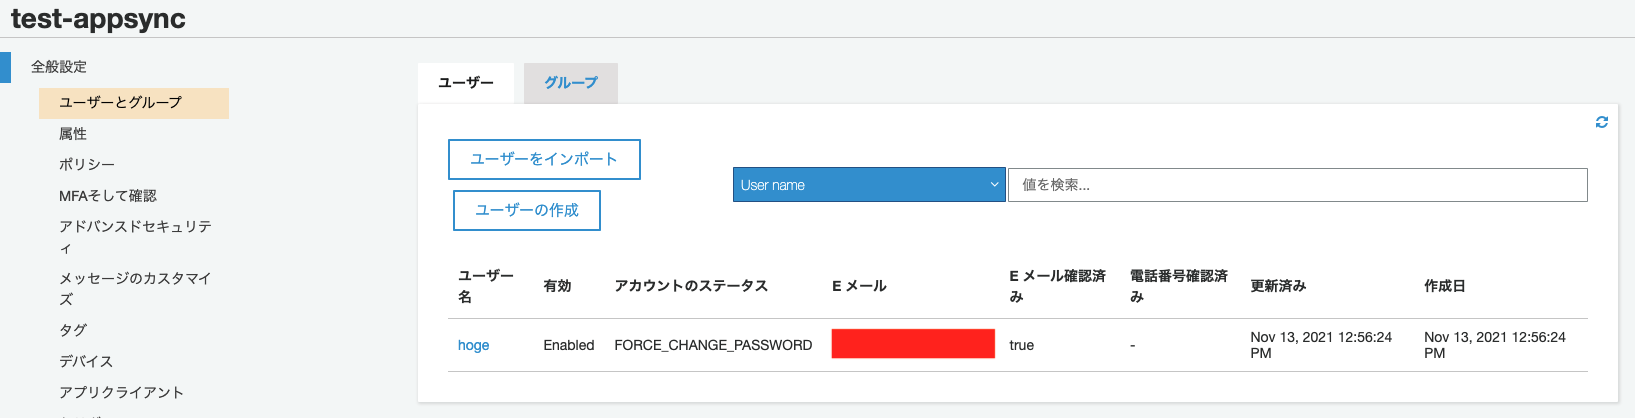 test-appsync
全般設定
ユーザーとグループ
属性
ポリシー
MFAそして確認
アドバンスドセキュリテ
ィ
メッセージのカスタマイ
ズ
タグ
デバイス
アプリクライアント
ユーザー
グループ
ユーザーをインポート
ユーザーの作成
User name
値を検索...
ユーザー
名
有効
アカウントのステータス
E メール
E メール確認済
み
電話番号確認済
み
更新済み
作成日
hoge
Enabled
FORCE_CHANGE_PASSWORD
true
-
Nov 13, 2021 12:56:24
PM
Nov 13, 2021 12:56:24
PM